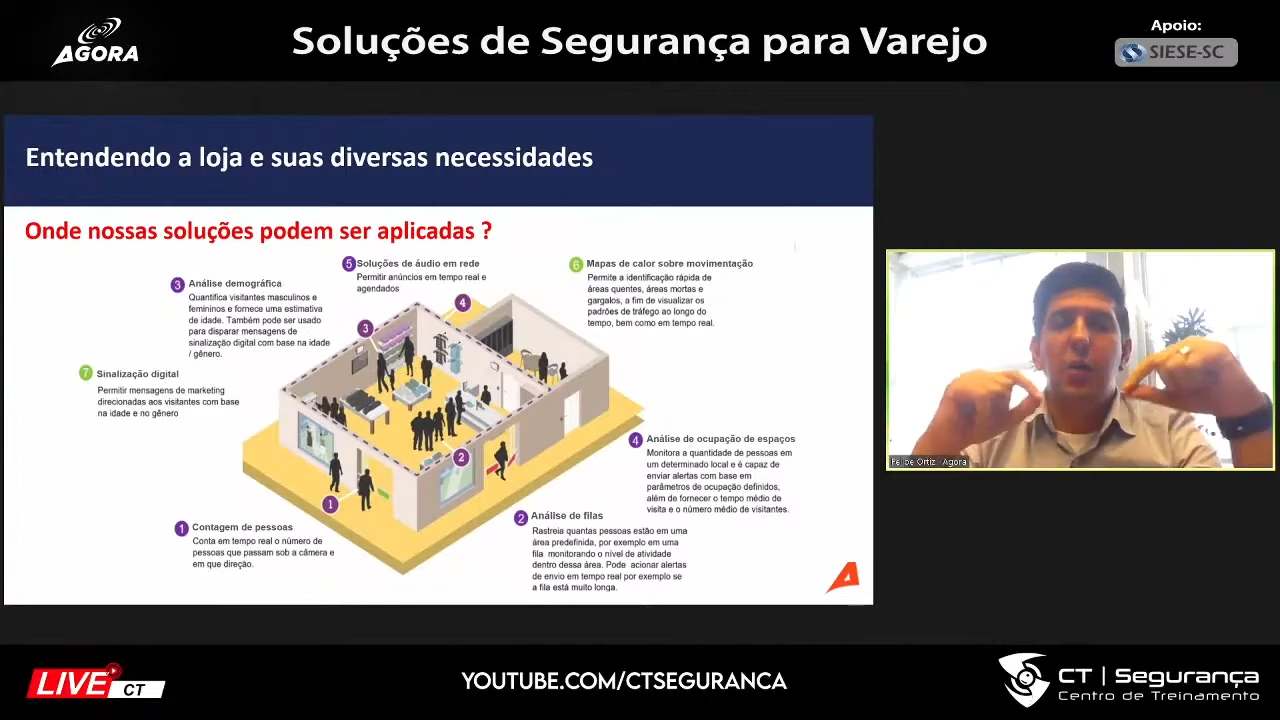 AGORA
Soluções de Segurança para Varejo
Apoio:
SIESE-SC
Entendendo a loja e suas diversas necessidades
Onde nossas soluções podem ser aplicadas ?
5 Soluções de áudio em rede
Permitir anúncios em tempo real e
agendados
6 Mapas de calor sobre movimentação
Permite a identificação rápida de
áreas quentes, áreas mortas e
gargalos, a fim de visualizar os
padrões de tráfego ao longo do
tempo, bem como em tempo real.
3 Análise demográfica
Quantifica visitantes masculinos e
femininos e fornece uma estimativa
de idade. Também pode ser usado
para disparar mensagens de
sinalização digital com base na idade
/ gênero.
4
3
7 Sinalização digital
Permitir mensagens de marketing
direcionadas aos visitantes com base
na idade e no gênero
2
1
4 Análise de ocupação de espaços
Monitora a quantidade de pessoas em
um determinado local e é capaz de
enviar alertas com base em
parâmetros de ocupação definidos,
além de fornecer o tempo médio de
visita e o número médio de visitantes.
1 Contagem de pessoas
Conta em tempo real o número de
pessoas que passam sob a câmera e
em que direção.
2 Análise de filas
Rastreia quantas pessoas estão em uma
área predefinida, por exemplo em uma
fila monitorando o nível de atividade
dentro dessa área. Pode acionar alertas
de envio em tempo real por exemplo se
a fila está muito longa.
Felipe Ortiz | Agora
LIVE CT
YOUTUBE.COM/CTSEGURANCA
CT | Segurança
Centro de Treinamento